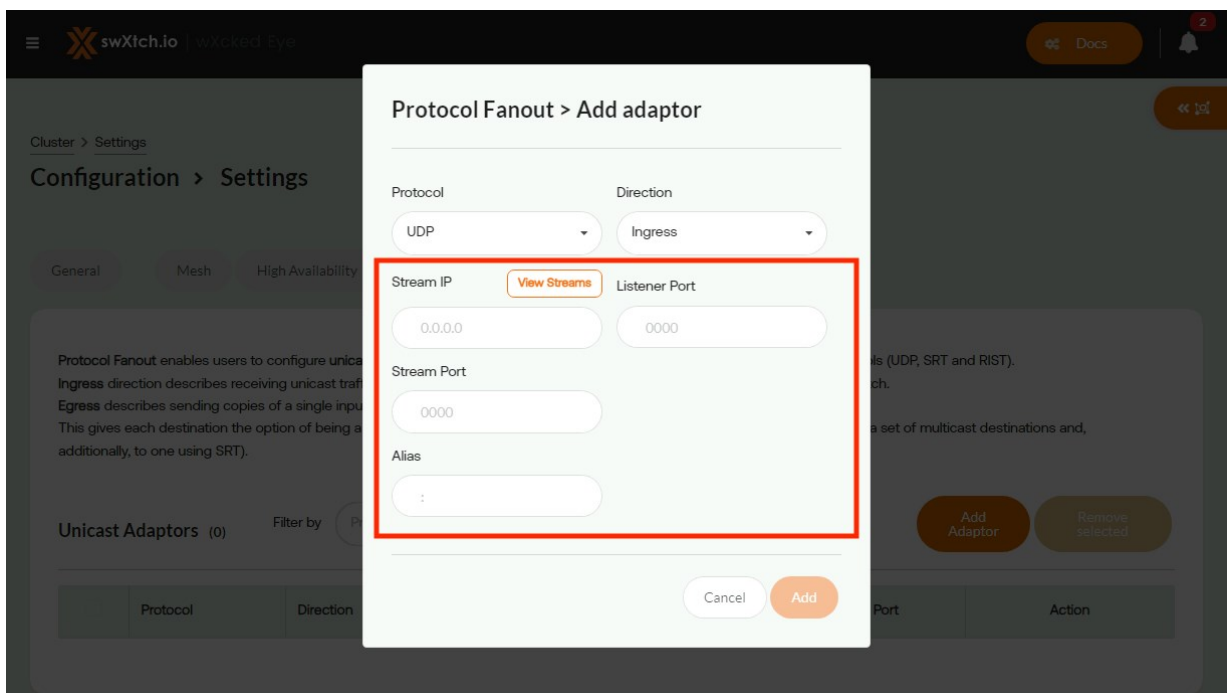 swXtch.io | wXcked Eye
Docs
2
Protocol Fanout > Add adaptor
Cluster > Settings
Configuration > Settings
Protocol
Direction
UDP
Ingress
General
Mesh
High Availability
Stream IP
View Streams
Listener Port
0.0.0.0
0000
Protocol Fanout enables users to configure unica
ls (UDP, SRT and RIST).
Ingress direction describes receiving unicast traf
ch.
Stream Port
Egress describes sending copies of a single inpu
0000
This gives each destination the option of being a
a set of multicast destinations and,
additionally, to one using SRT).
Alias
:
Unicast Adaptors (0)
Filter by
Pr
Add
Adaptor
Remove
selected
Cancel
Add
Protocol
Direction
Port
Action